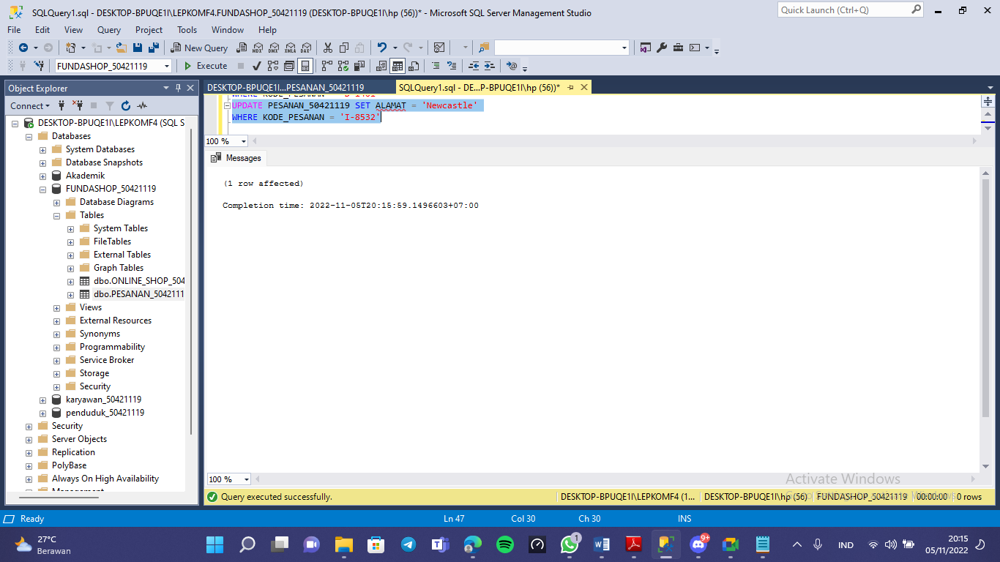 SQLQuery1.sql - DESKTOP-BPUQE1I\LEPKOMF4.FUNDASHOP_50421119 (DESKTOP-BPUQE1I\hp (56))* - Microsoft SQL Server Management Studio
Quick Launch (Ctrl+Q)
File Edit View Query Project Tools Window Help
New Query
MDX DMX XMLA DAX
FUNDASHOP_50421119 Execute
Object Explorer
Connect
DESKTOP-BPUQE1I\LEPKOMF4 (SQL S
Databases
System Databases
Database Snapshots
Akademik
FUNDASHOP_50421119
Database Diagrams
Tables
System Tables
FileTables
External Tables
Graph Tables
dbo.ONLINE_SHOP_504
dbo.PESANAN_5042111
Views
External Resources
Synonyms
Programmability
Service Broker
Storage
Security
karyawan_50421119
penduduk_50421119
Security
Server Objects
Replication
PolyBase
Always On High Availability
Management
DESKTOP-BPUQE1I...PESANAN_50421119
SQLQuery1.sql - DE...P-BPUQE1I\hp (56))*
WHERE KODE_PESANAN
UPDATE PESANAN_50421119 SET ALAMAT = 'Newcastle'
WHERE KODE_PESANAN = 'I-8532'
100 %
Messages
(1 row affected)
Completion time: 2022-11-05T20:15:59.1496603+07:00
100 %
Activate Windows
Query executed successfully.
DESKTOP-BPUQE1I\LEPKOMF4 (1... DESKTOP-BPUQE1I\hp (56) FUNDASHOP_50421119 00:00:00 0 rows
Ready Ln 47 Col 30 Ch 30 INS
27°C
Berawan
1
9+
IND
20:15
05/11/2022